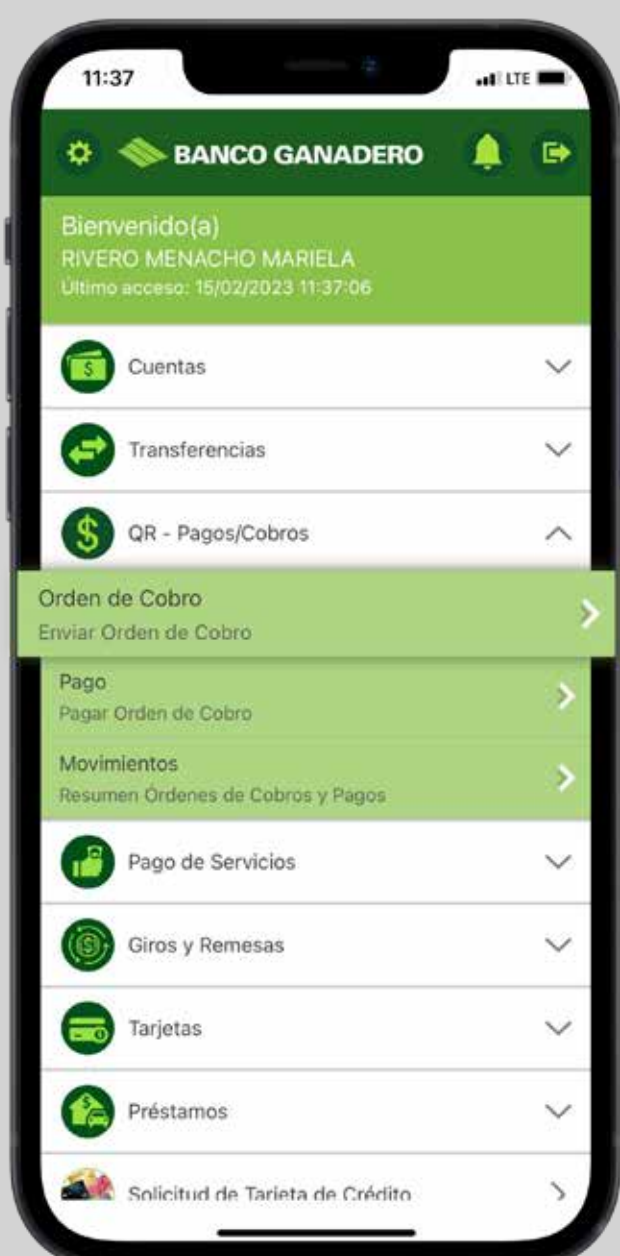 11:37
LTE
BANCO GANADERO
Bienvenido(a)
RIVERO MENACHO MARIELA
Último acceso: 15/02/2023 11:37:06
Cuentas
Transferencias
QR - Pagos/Cobros
Orden de Cobro
Enviar Orden de Cobro
Pago
Pagar Orden de Cobro
Movimientos
Resumen Órdenes de Cobros y Pagos
Pago de Servicios
Giros y Remesas
Tarjetas
Préstamos
Solicitud de Tarjeta de Crédito